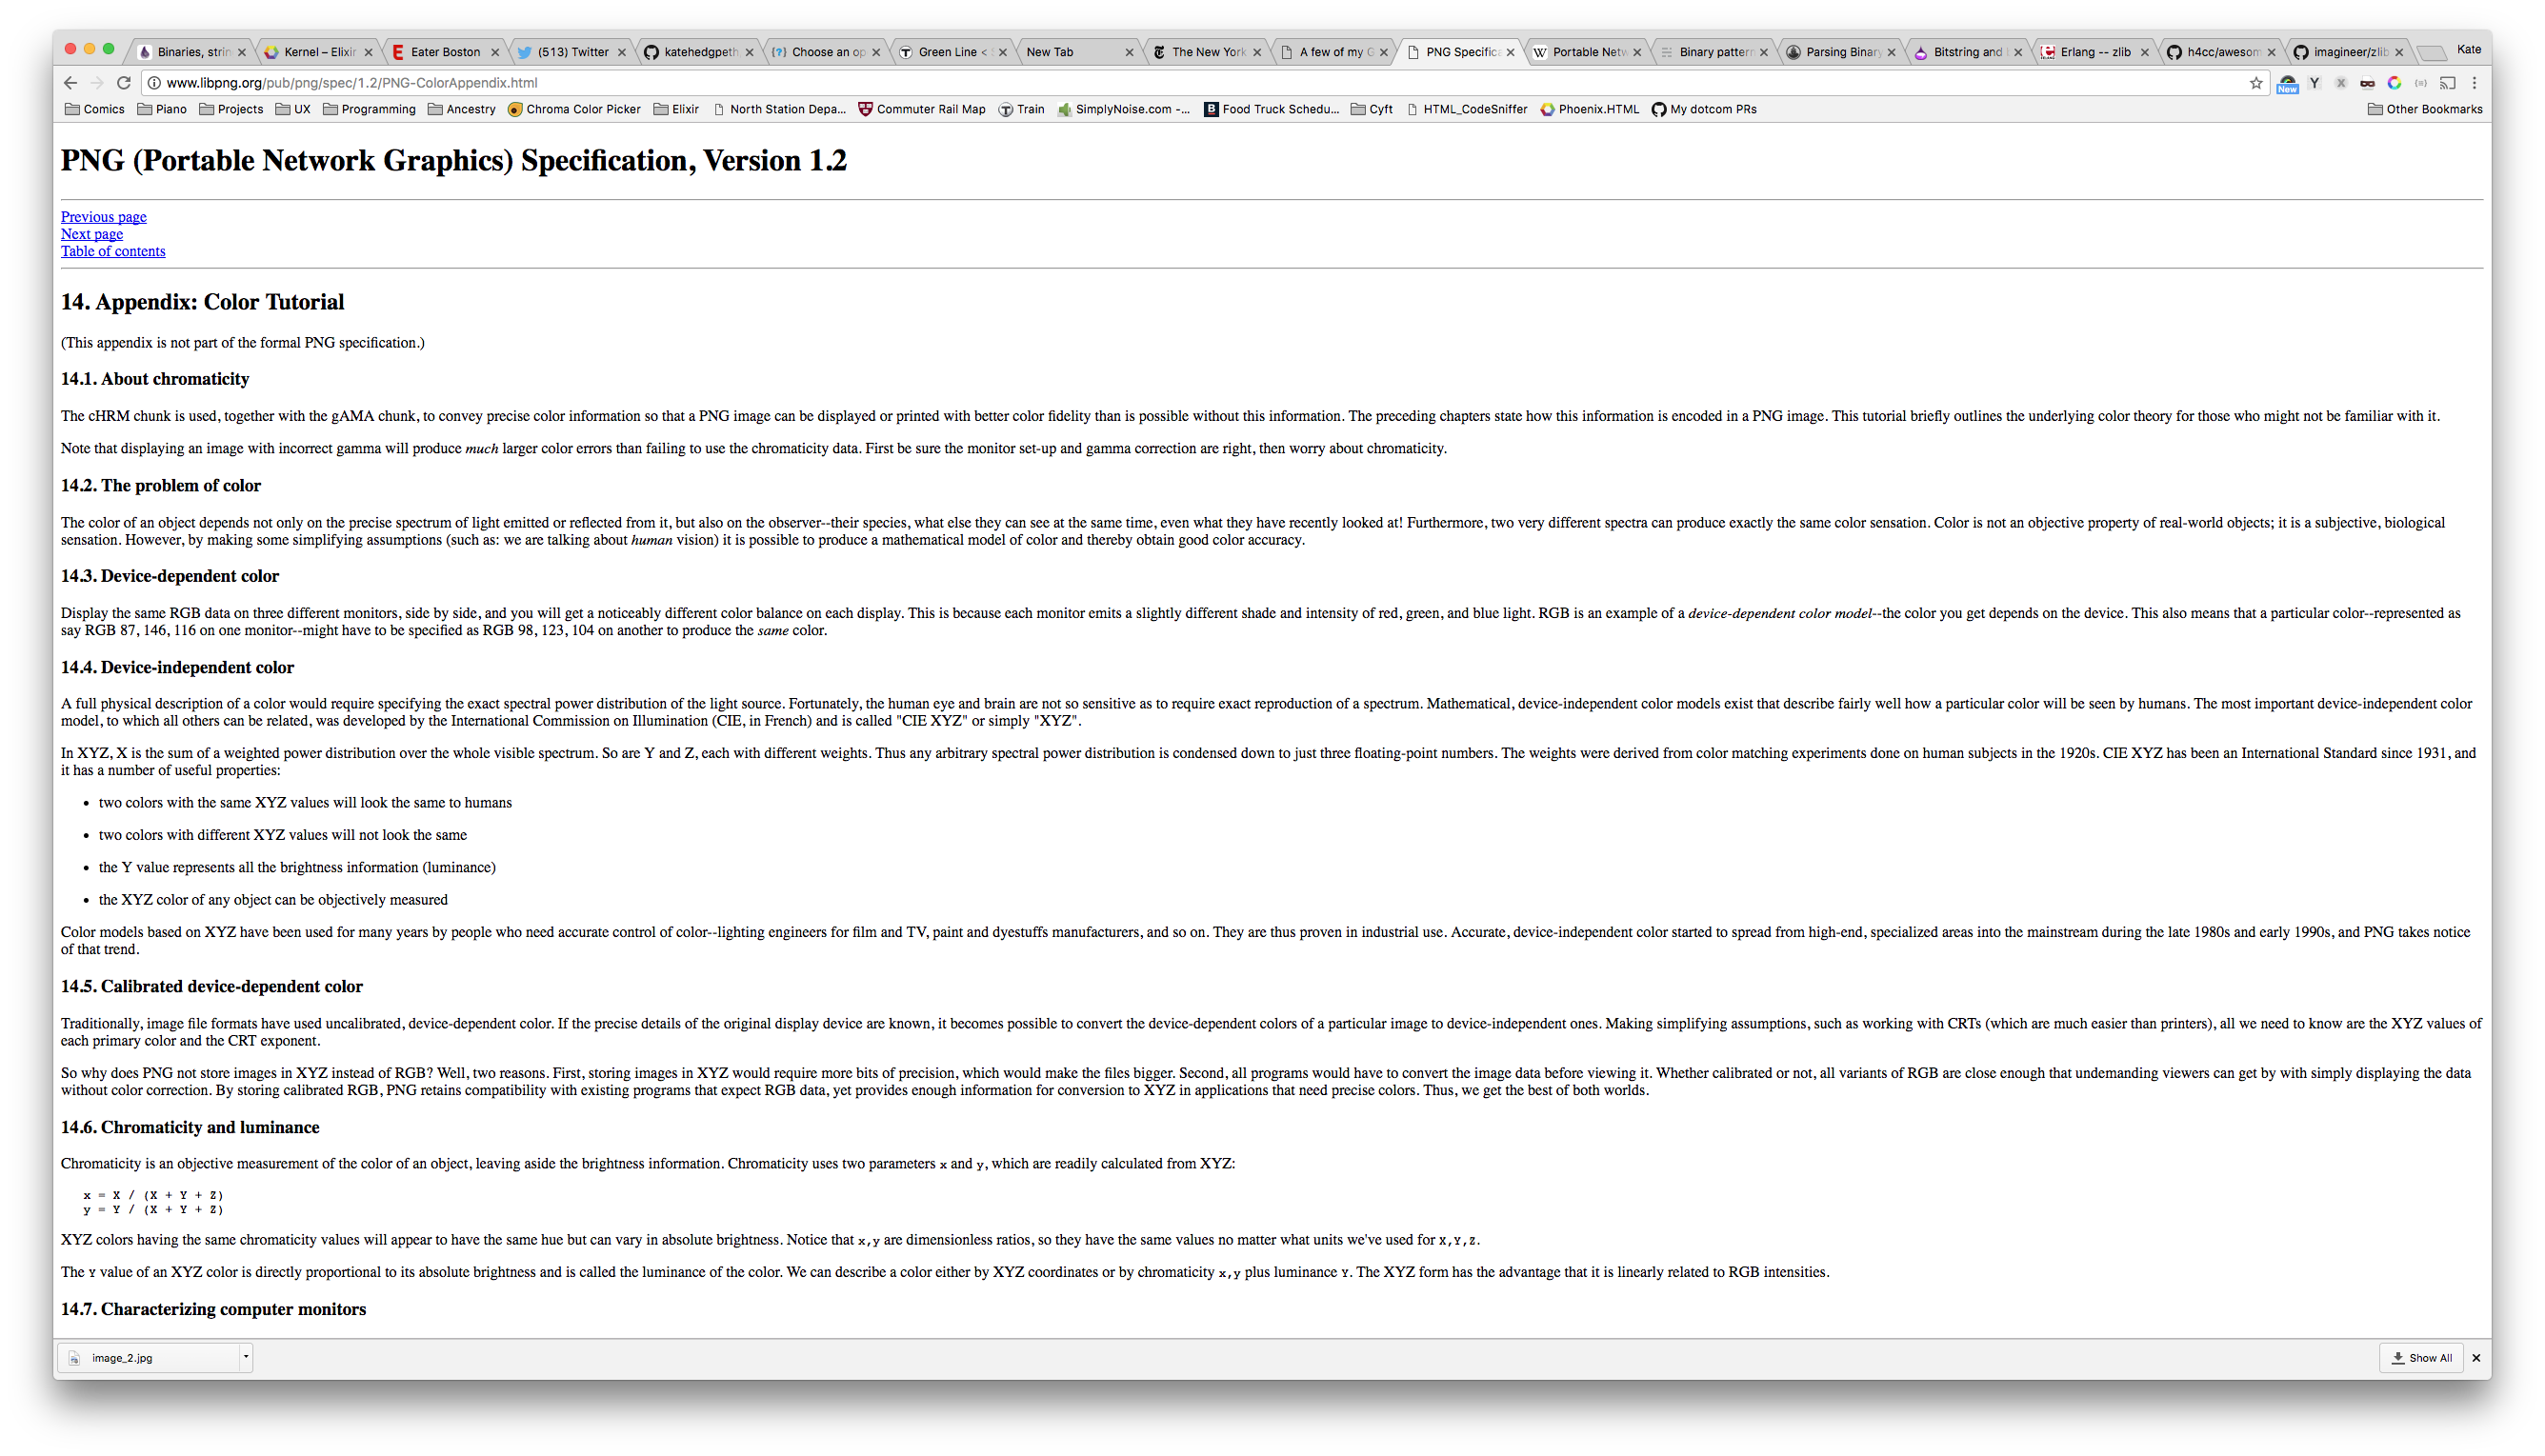 Binaries, strin
Kernel – Elixir
Eater Boston
(513) Twitter
katehedgpeth
Choose an op
Green Line <
New Tab
The New York
A few of my G
PNG Specifica
Portable Netw
Binary pattern
Parsing Binary
Bitstring and
Erlang -- zlib
h4cc/awesom
imagineer/zlib
Kate
www.libpng.org/pub/png/spec/1.2/PNG-ColorAppendix.html
New
Comics Piano Projects UX Programming Ancestry Chroma Color Picker Elixir North Station Depa... Commuter Rail Map Train SimplyNoise.com -... Food Truck Schedu... Cyft HTML_CodeSniffer Phoenix.HTML My dotcom PRs Other Bookmarks
PNG (Portable Network Graphics) Specification, Version 1.2
Previous page
Next page
Table of contents
14. Appendix: Color Tutorial
(This appendix is not part of the formal PNG specification.)
14.1. About chromaticity
The cHRM chunk is used, together with the gAMA chunk, to convey precise color information so that a PNG image can be displayed or printed with better color fidelity than is possible without this information. The preceding chapters state how this information is encoded in a PNG image. This tutorial briefly outlines the underlying color theory for those who might not be familiar with it.
Note that displaying an image with incorrect gamma will produce much larger color errors than failing to use the chromaticity data. First be sure the monitor set-up and gamma correction are right, then worry about chromaticity.
14.2. The problem of color
The color of an object depends not only on the precise spectrum of light emitted or reflected from it, but also on the observer--their species, what else they can see at the same time, even what they have recently looked at! Furthermore, two very different spectra can produce exactly the same color sensation. Color is not an objective property of real-world objects; it is a subjective, biological
sensation. However, by making some simplifying assumptions (such as: we are talking about human vision) it is possible to produce a mathematical model of color and thereby obtain good color accuracy.
14.3. Device-dependent color
Display the same RGB data on three different monitors, side by side, and you will get a noticeably different color balance on each display. This is because each monitor emits a slightly different shade and intensity of red, green, and blue light. RGB is an example of a device-dependent color model--the color you get depends on the device. This also means that a particular color--represented as
say RGB 87, 146, 116 on one monitor--might have to be specified as RGB 98, 123, 104 on another to produce the same color.
14.4. Device-independent color
A full physical description of a color would require specifying the exact spectral power distribution of the light source. Fortunately, the human eye and brain are not so sensitive as to require exact reproduction of a spectrum. Mathematical, device-independent color models exist that describe fairly well how a particular color will be seen by humans. The most important device-independent color
model, to which all others can be related, was developed by the International Commission on Illumination (CIE, in French) and is called "CIE XYZ" or simply "XYZ".
In XYZ, X is the sum of a weighted power distribution over the whole visible spectrum. So are Y and Z, each with different weights. Thus any arbitrary spectral power distribution is condensed down to just three floating-point numbers. The weights were derived from color matching experiments done on human subjects in the 1920s. CIE XYZ has been an International Standard since 1931, and
it has a number of useful properties:
• two colors with the same XYZ values will look the same to humans
• two colors with different XYZ values will not look the same
• the Y value represents all the brightness information (luminance)
• the XYZ color of any object can be objectively measured
Color models based on XYZ have been used for many years by people who need accurate control of color--lighting engineers for film and TV, paint and dyestuffs manufacturers, and so on. They are thus proven in industrial use. Accurate, device-independent color started to spread from high-end, specialized areas into the mainstream during the late 1980s and early 1990s, and PNG takes notice
of that trend.
14.5. Calibrated device-dependent color
Traditionally, image file formats have used uncalibrated, device-dependent color. If the precise details of the original display device are known, it becomes possible to convert the device-dependent colors of a particular image to device-independent ones. Making simplifying assumptions, such as working with CRTs (which are much easier than printers), all we need to know are the XYZ values of
each primary color and the CRT exponent.
So why does PNG not store images in XYZ instead of RGB? Well, two reasons. First, storing images in XYZ would require more bits of precision, which would make the files bigger. Second, all programs would have to convert the image data before viewing it. Whether calibrated or not, all variants of RGB are close enough that undemanding viewers can get by with simply displaying the data
without color correction. By storing calibrated RGB, PNG retains compatibility with existing programs that expect RGB data, yet provides enough information for conversion to XYZ in applications that need precise colors. Thus, we get the best of both worlds.
14.6. Chromaticity and luminance
Chromaticity is an objective measurement of the color of an object, leaving aside the brightness information. Chromaticity uses two parameters x and y, which are readily calculated from XYZ:
x = X / (X + Y + Z)
y = Y / (X + Y + Z)
XYZ colors having the same chromaticity values will appear to have the same hue but can vary in absolute brightness. Notice that x,y are dimensionless ratios, so they have the same values no matter what units we've used for X,Y,Z.
The Y value of an XYZ color is directly proportional to its absolute brightness and is called the luminance of the color. We can describe a color either by XYZ coordinates or by chromaticity x,y plus luminance Y. The XYZ form has the advantage that it is linearly related to RGB intensities.
14.7. Characterizing computer monitors
image_2.jpg
Show All